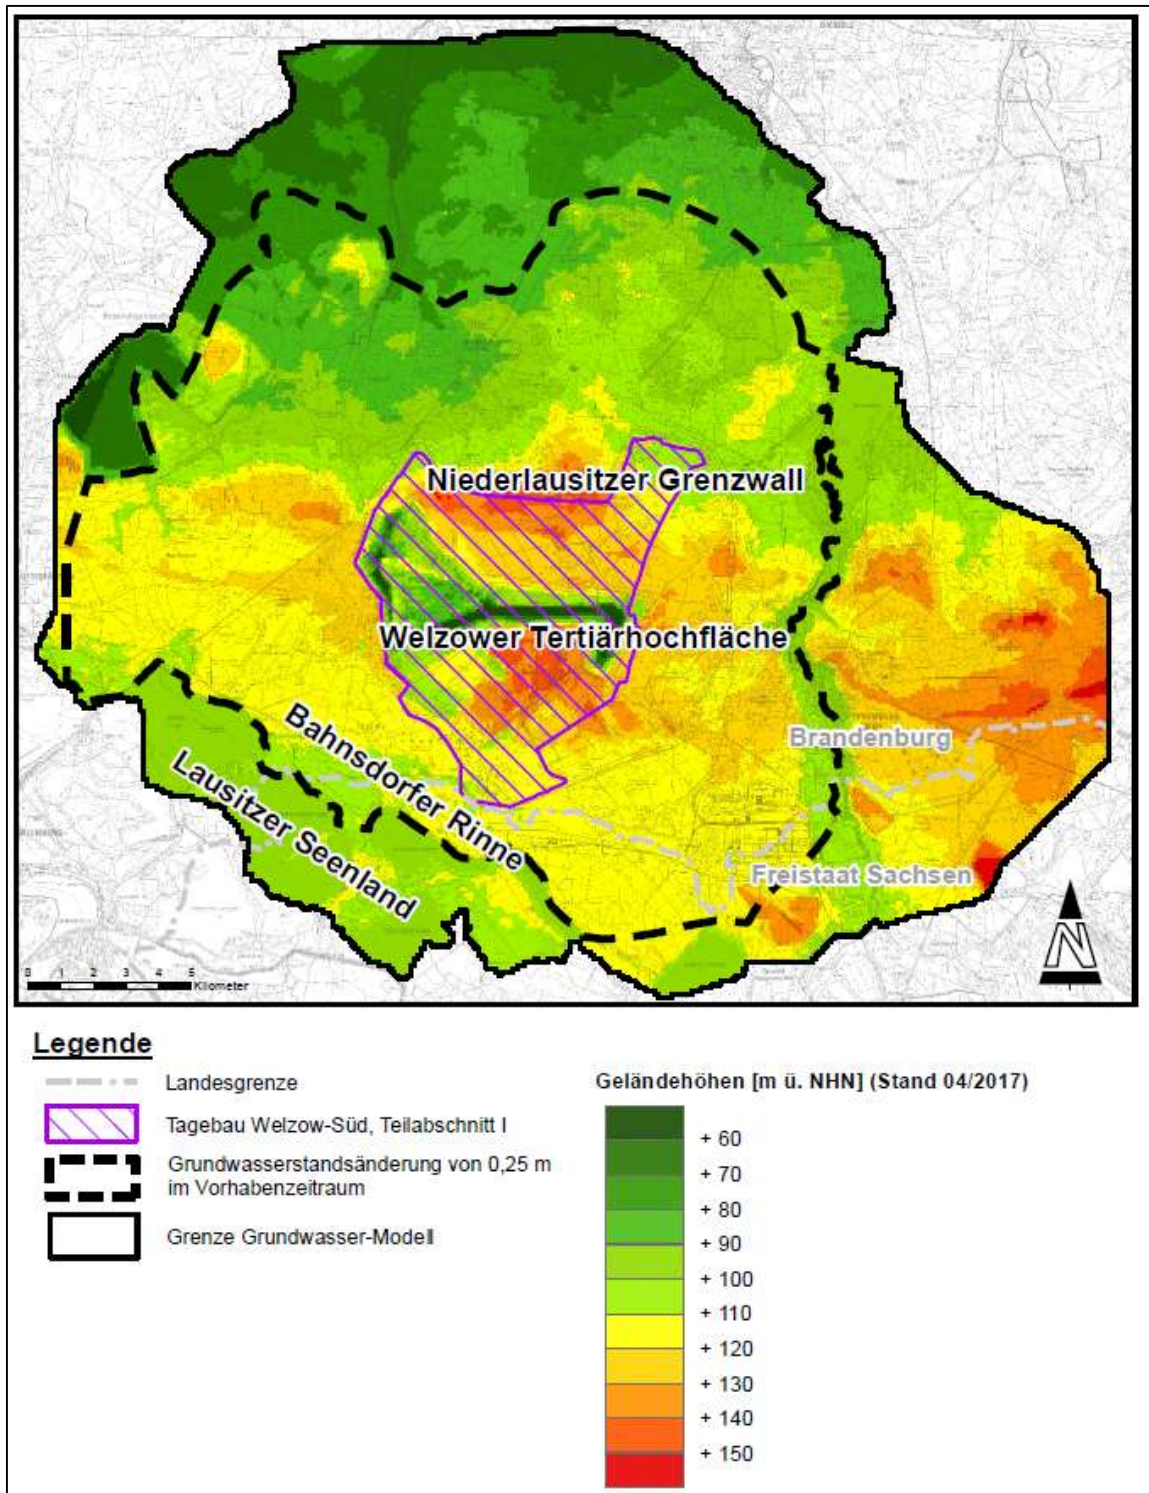 Niederlausitzer Grenzwall
Welzower Tertiärhochfläche
Bahnsdorfer Rinne
Lausitzer Seenland
Brandenburg
Freistaat Sachsen
N
0 1 2 3 4 5
Kilometer
Legende
Landesgrenze
Tagebau Welzow-Süd, Teilabschnitt I
Grundwasserstandsänderung von 0,25 m
im Vorhabenzeitraum
Grenze Grundwasser-Modell
Geländehöhen [m ü. NHN] (Stand 04/2017)
+ 60
+ 70
+ 80
+ 90
+ 100
+ 110
+ 120
+ 130
+ 140
+ 150